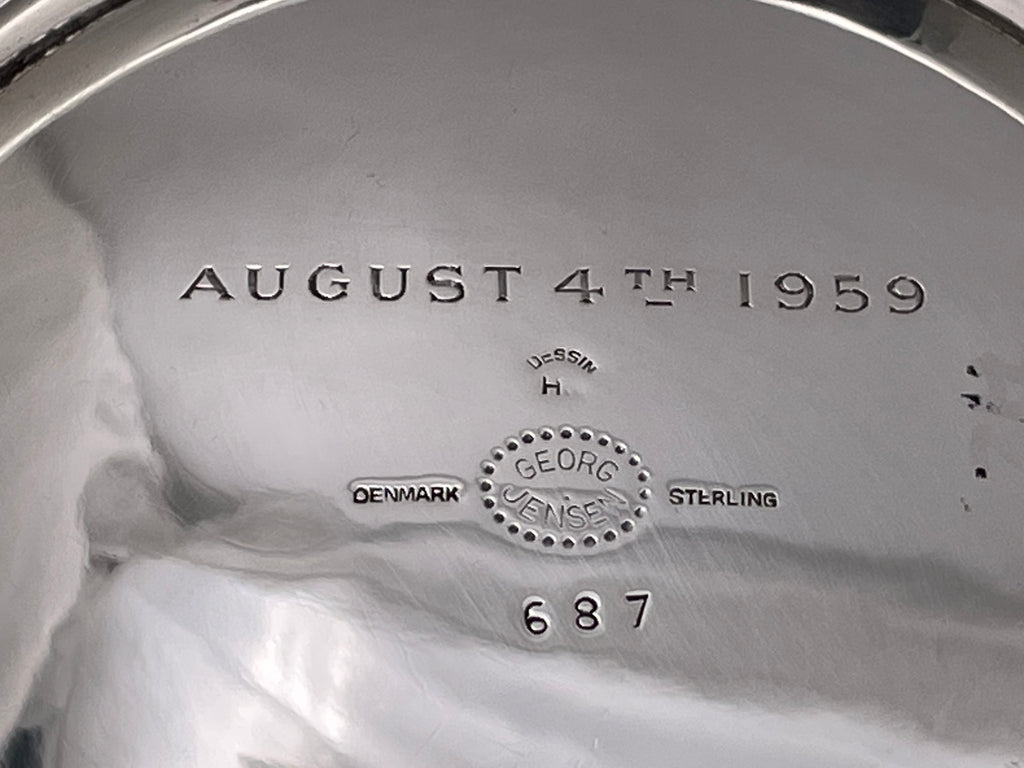 AUGUST 4TH 1959
DESSIN
H
GEORG
DENMARK JENSEN STERLING
687